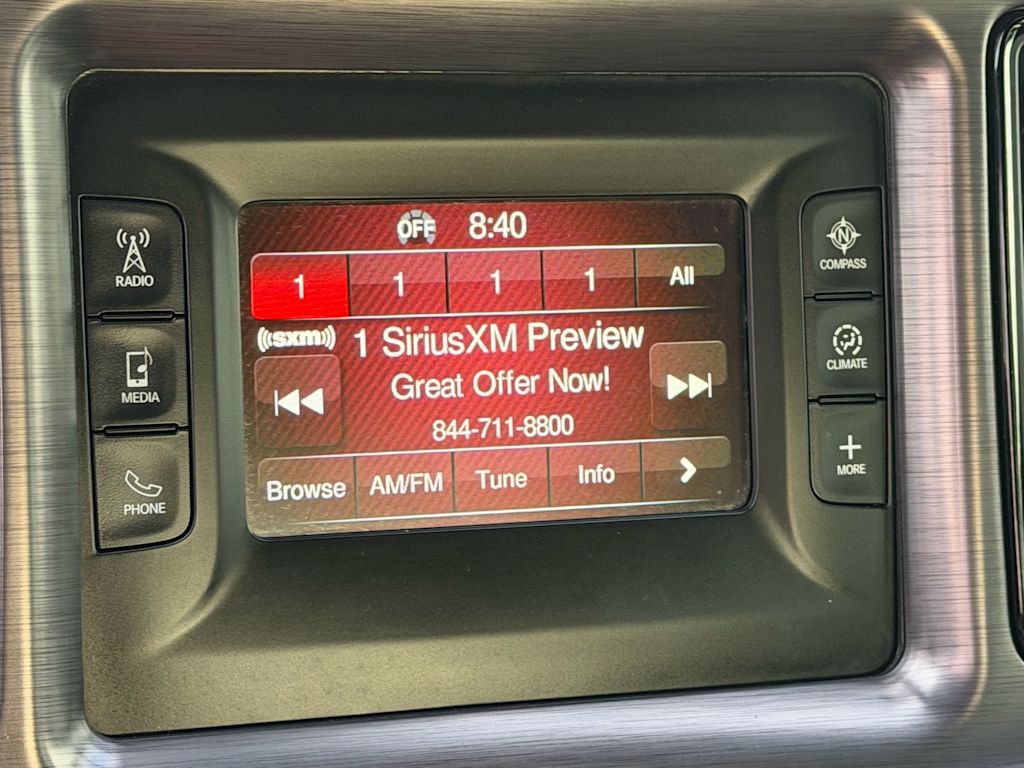 OFF 8:40
1 1 1 1 All
((sxm)) 1 SiriusXM Preview
Great Offer Now!
844-711-8800
Browse AM/FM Tune Info
RADIO
MEDIA
PHONE
N
COMPASS
CLIMATE
MORE